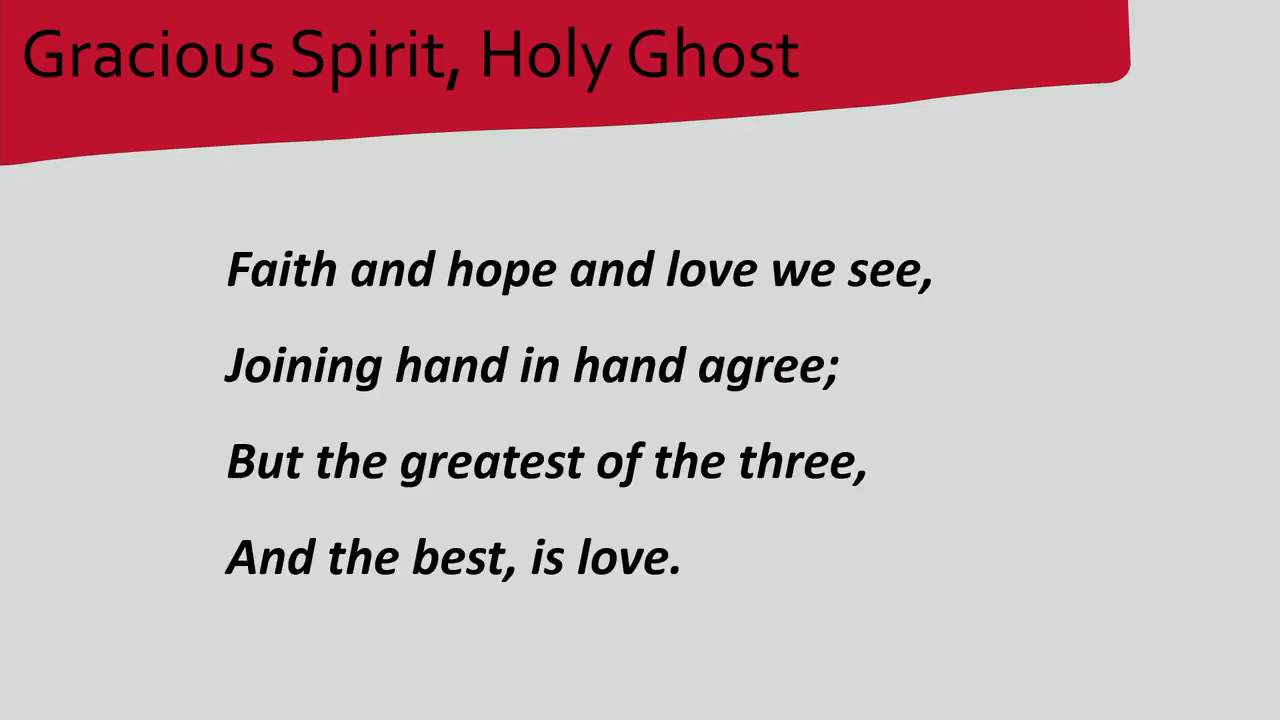 Gracious Spirit, Holy Ghost
Faith and hope and love we see,
Joining hand in hand agree;
But the greatest of the three,
And the best, is love.